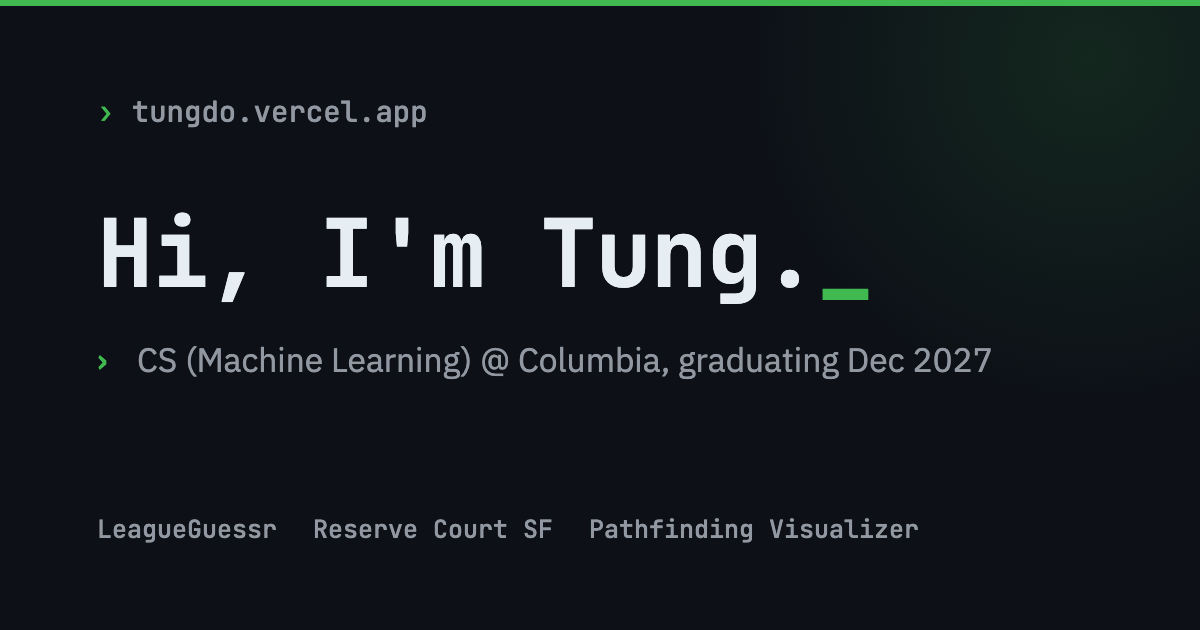 › tungdo.vercel.app
Hi, I'm Tung._
› CS (Machine Learning) @ Columbia, graduating Dec 2027
LeagueGuessr Reserve Court SF Pathfinding Visualizer